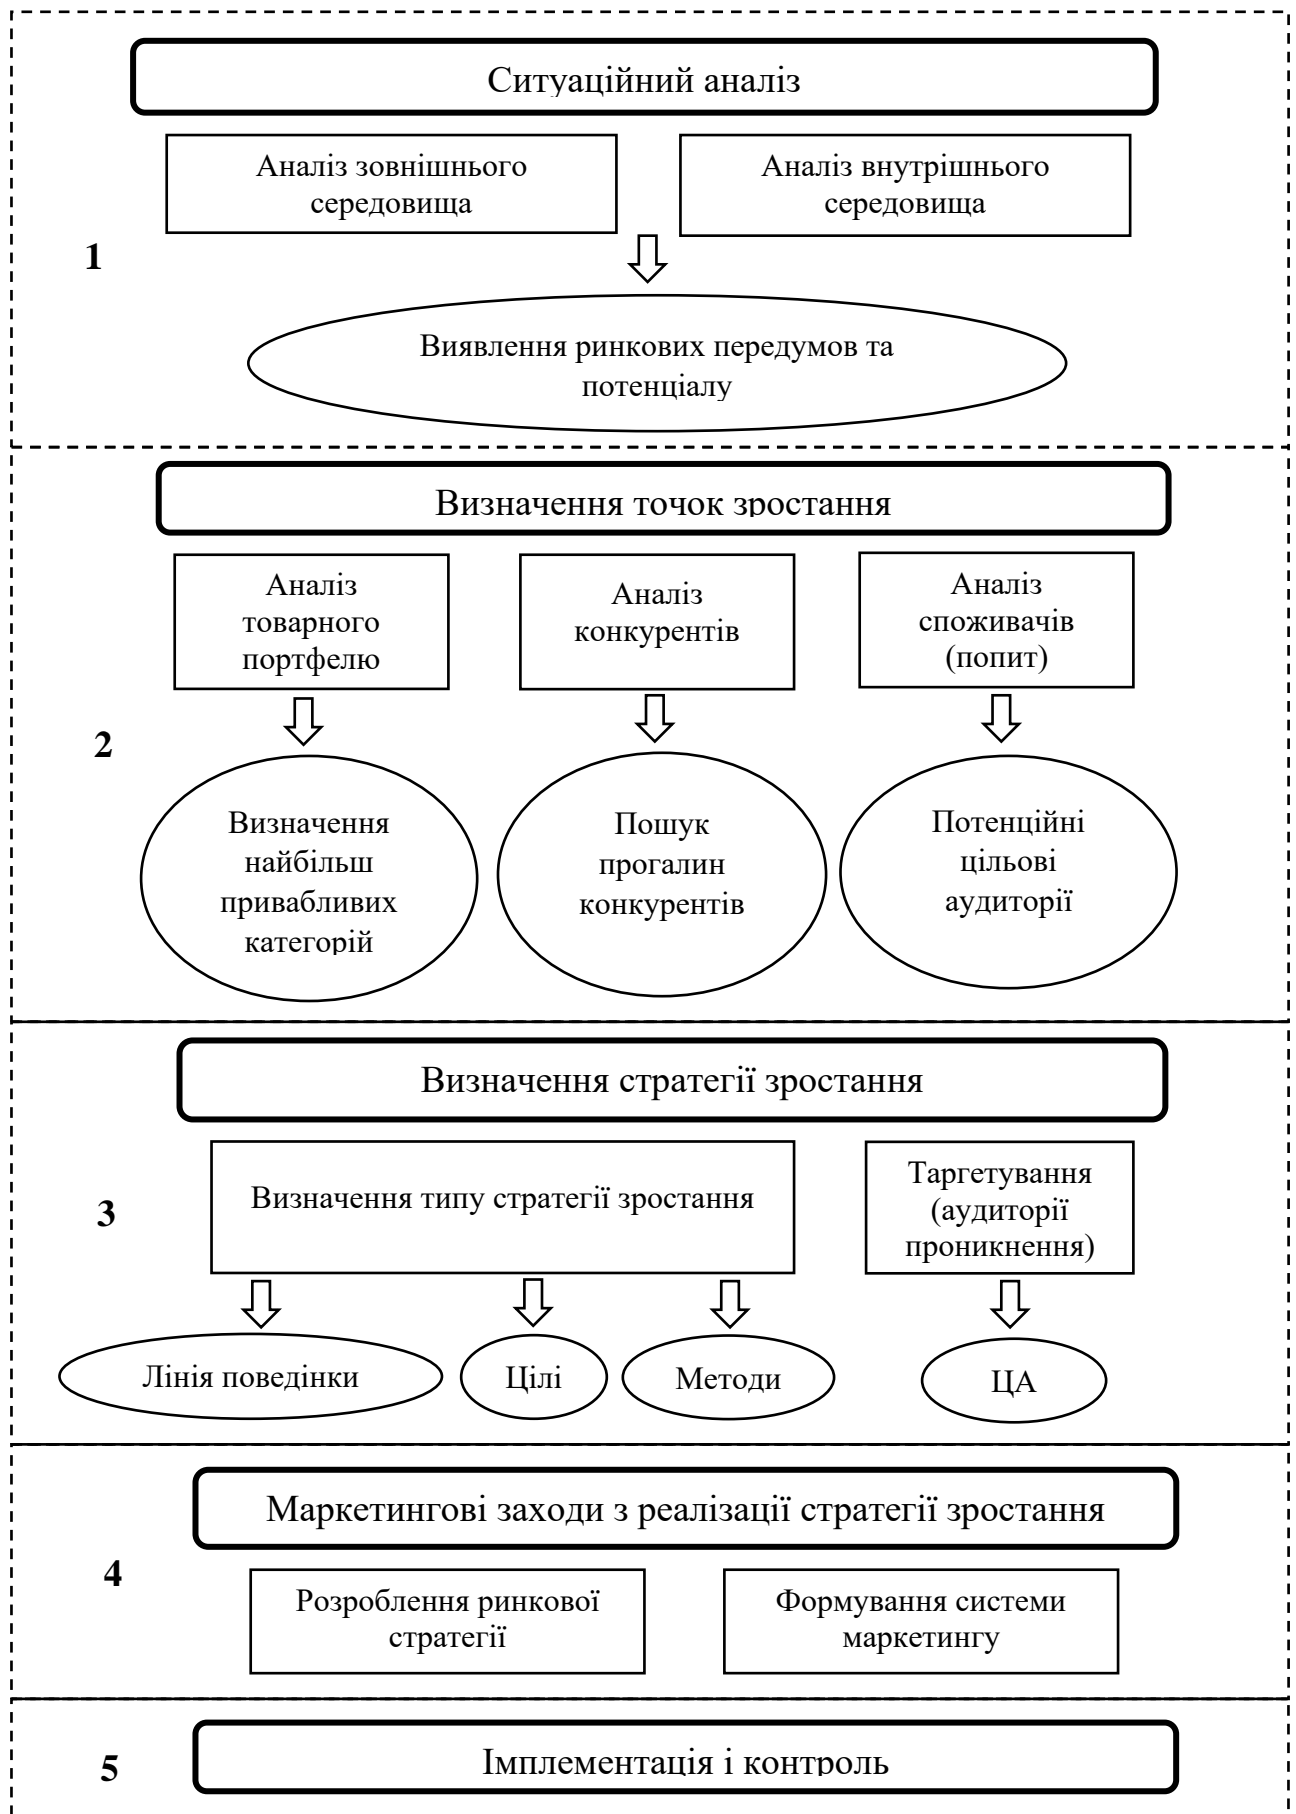 Ситуаційний аналіз
Аналіз зовнішнього
середовища
Аналіз внутрішнього
середовища
1
Виявлення ринкових передумов та
потенціалу
Визначення точок зростання
Аналіз
товарного
портфелю
Аналіз
конкурентів
Аналіз
споживачів
(попит)
2
Визначення
найбільш
привабливих
категорій
Пошук
прогалин
конкурентів
Потенційні
цільові
аудиторії
Визначення стратегії зростання
3
Визначення типу стратегії зростання
Таргетування
(аудиторії
проникнення)
Лінія поведінки
Цілі
Методи
ЦА
Маркетингові заходи з реалізації стратегії зростання
4
Розроблення ринкової
стратегії
Формування системи
маркетингу
5
Імплементація і контроль